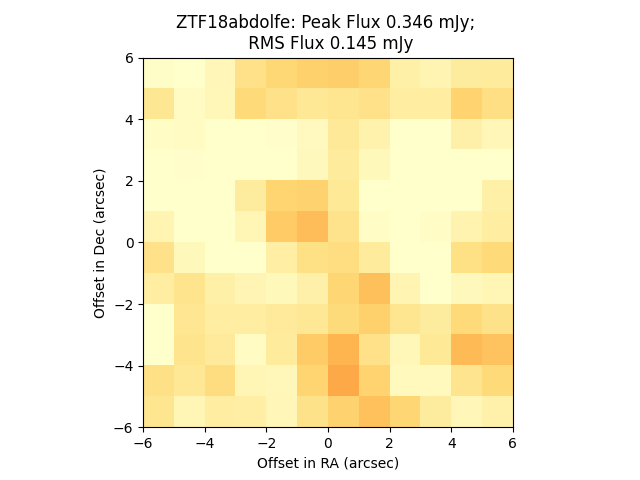 ZTF18abdolfe: Peak Flux 0.346 mJy;
RMS Flux 0.145 mJy
6
4
2
0
−2
−4
−6
Offset in Dec (arcsec)
−6 −4 −2 0 2 4 6
Offset in RA (arcsec)